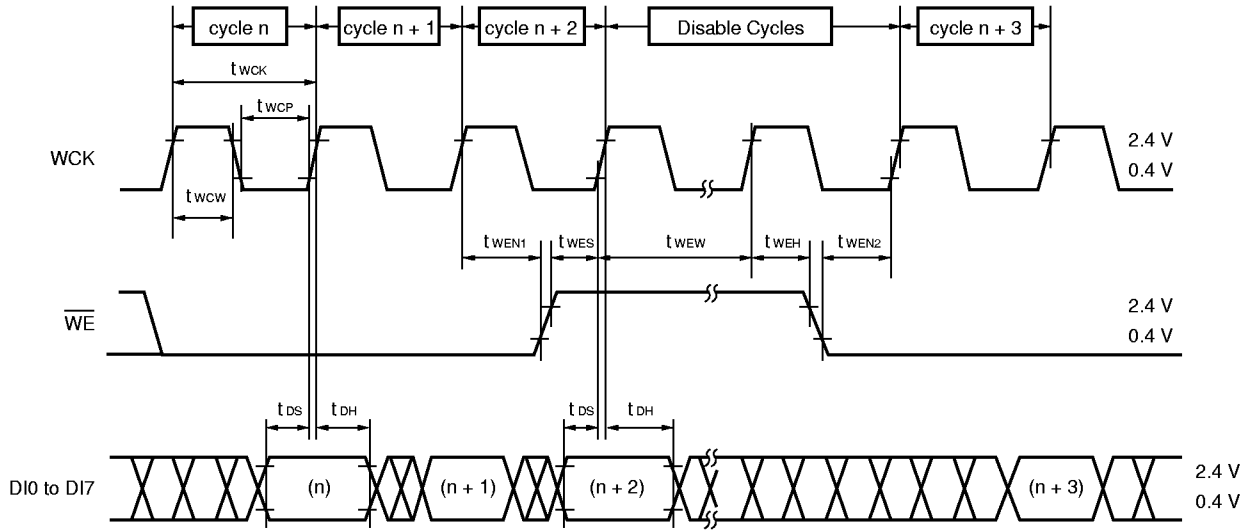 cycle n cycle n + 1 cycle n + 2 Disable Cycles cycle n + 3
tWCK
tWCP
WCK 2.4 V
0.4 V
tWCW
tWEN1 tWES tWEW tWEH tWEN2
WE 2.4 V
0.4 V
tDS tDH tDS tDH
DI0 to DI7 (n) (n + 1) (n + 2) (n + 3) 2.4 V
0.4 V